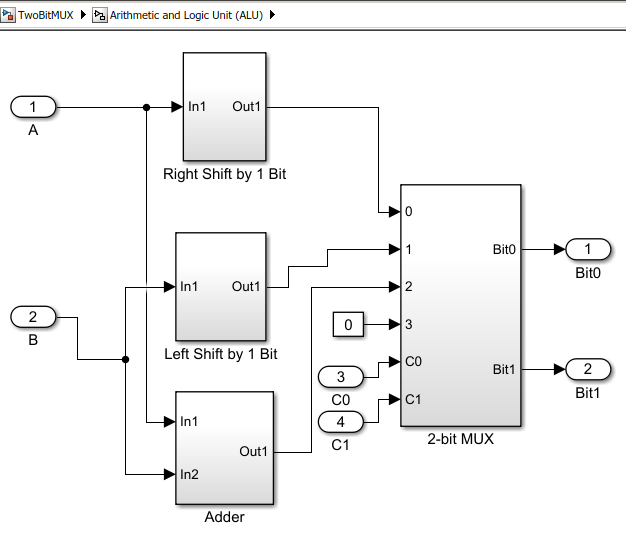 TwoBitMUX Arithmetic and Logic Unit (ALU)
1
A
In1 Out1
Right Shift by 1 Bit
2
B
In1 Out1
Left Shift by 1 Bit
In1
In2
Out1
Adder
0
3
C0
4
C1
0
1
2
3
C0
C1
Bit0
Bit1
2-bit MUX
1
Bit0
2
Bit1